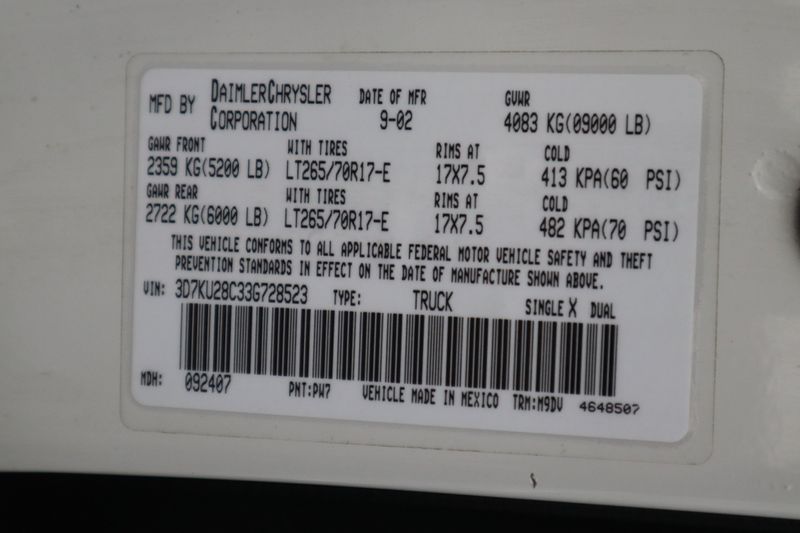 MFD BY DAIMLERCHRYSLER CORPORATION DATE OF MFR 9-02 GVWR 4083 KG(09000 LB)
GAWR FRONT WITH TIRES RIMS AT COLD
2359 KG(5200 LB) LT265/70R17-E 17X7.5 413 KPA(60 PSI)
GAWR REAR WITH TIRES RIMS AT COLD
2722 KG(6000 LB) LT265/70R17-E 17X7.5 482 KPA(70 PSI)
THIS VEHICLE CONFORMS TO ALL APPLICABLE FEDERAL MOTOR VEHICLE SAFETY AND THEFT
PREVENTION STANDARDS IN EFFECT ON THE DATE OF MANUFACTURE SHOWN ABOVE.
VIN: 3D7KU28C33G728523 TYPE: TRUCK SINGLE X DUAL
MDH: 092407 PNT:PW7 VEHICLE MADE IN MEXICO TRM:M9DV 4648507